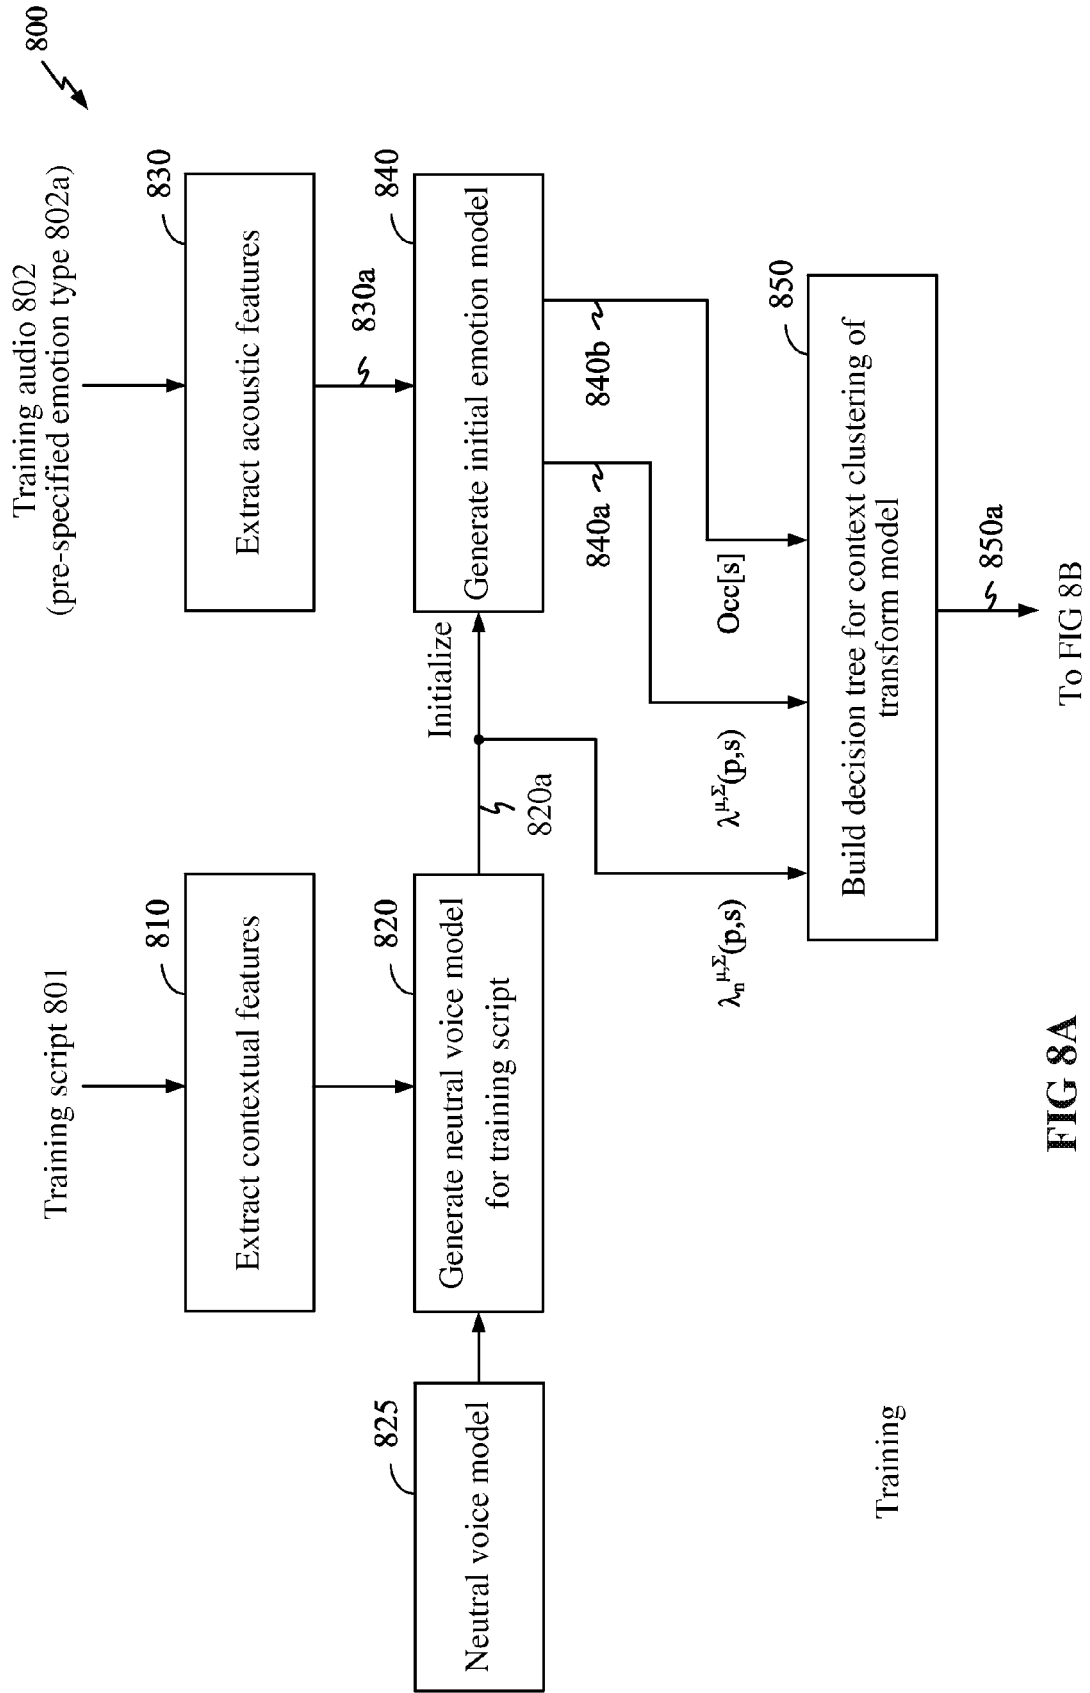 800
Training script 801
Training audio 802
(pre-specified emotion type 802a)
810
Extract contextual features
830
Extract acoustic features
830a
825
Neutral voice model
820
Generate neutral voice model
for training script
820a
Initialize
840
Generate initial emotion model
840a
840b
λₙ^μ,Σ(p,s)
λ^μ,Σ(p,s)
Occ[s]
850
Build decision tree for context clustering of
transform model
850a
To FIG 8B
Training
FIG 8A